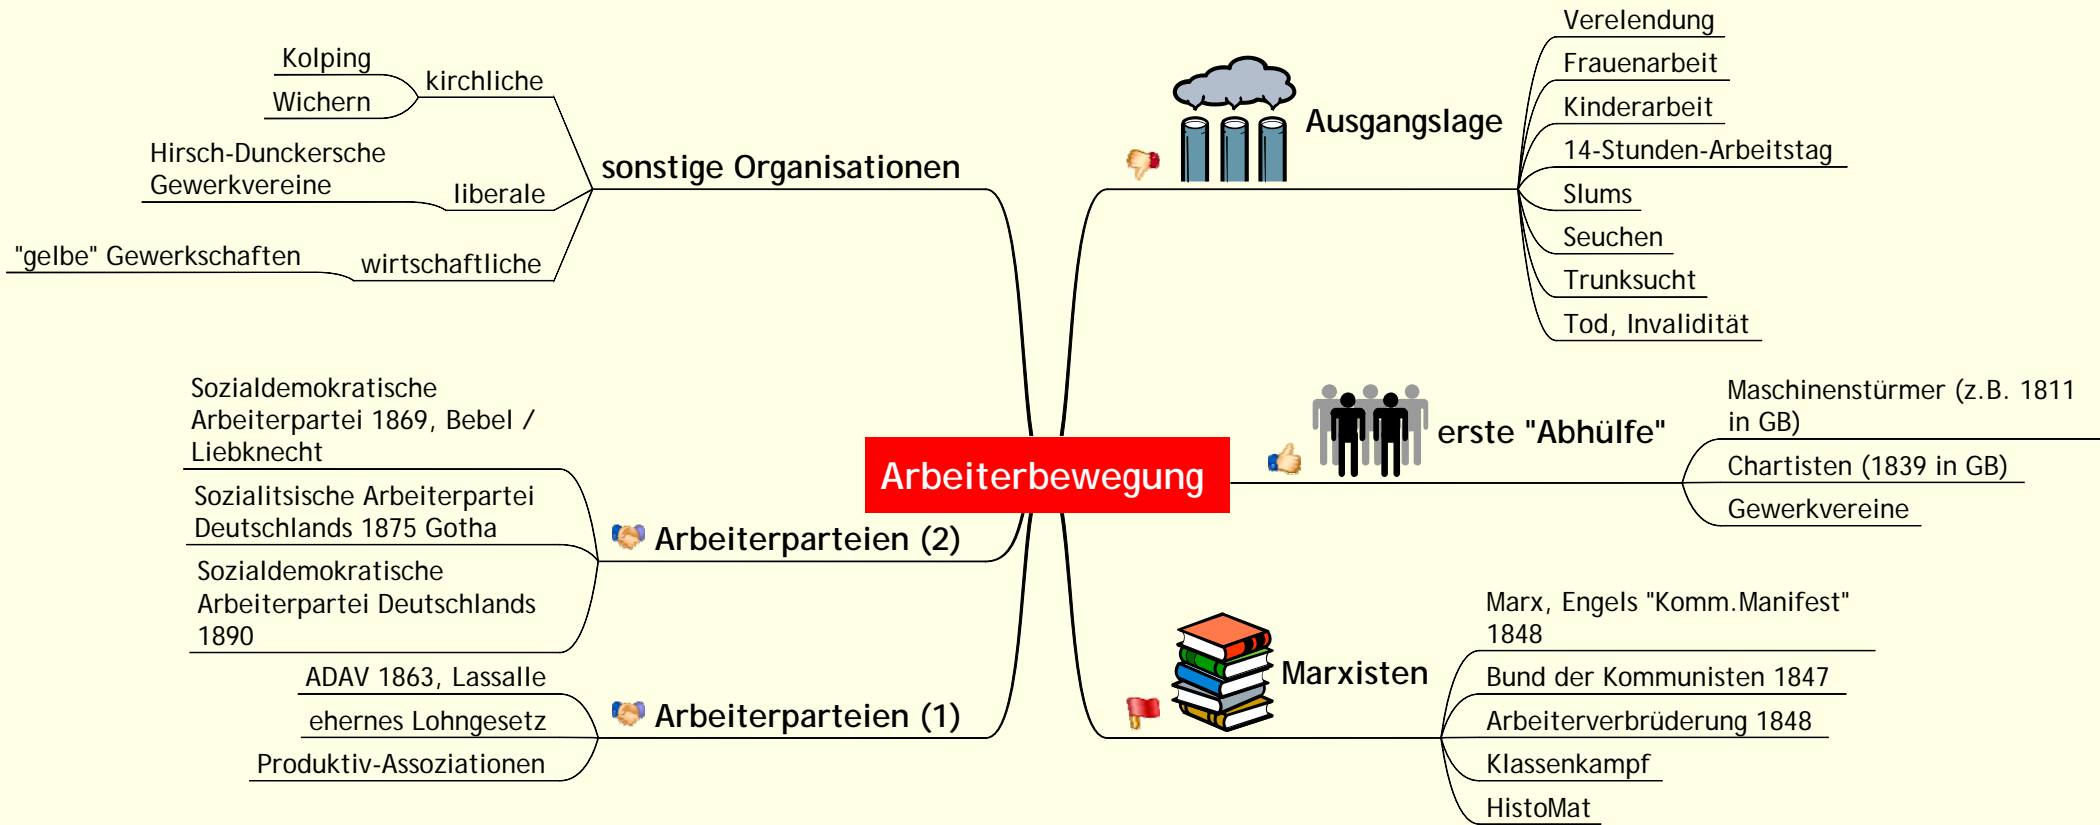 Arbeiterbewegung
Ausgangslage
Verelendung
Frauenarbeit
Kinderarbeit
14-Stunden-Arbeitstag
Slums
Seuchen
Trunksucht
Tod, Invalidität
erste "Abhülfe"
Maschinenstürmer (z.B. 1811
in GB)
Chartisten (1839 in GB)
Gewerkvereine
Marxisten
Marx, Engels "Komm.Manifest"
1848
Bund der Kommunisten 1847
Arbeiterverbrüderung 1848
Klassenkampf
HistoMat
Arbeiterparteien (1)
ADAV 1863, Lassalle
ehernes Lohngesetz
Produktiv-Assoziationen
Arbeiterparteien (2)
Sozialdemokratische
Arbeiterpartei 1869, Bebel /
Liebknecht
Sozialitsische Arbeiterpartei
Deutschlands 1875 Gotha
Sozialdemokratische
Arbeiterpartei Deutschlands
1890
sonstige Organisationen
kirchliche
Kolping
Wichern
liberale
Hirsch-Dunckersche
Gewerkvereine
wirtschaftliche
"gelbe" Gewerkschaften